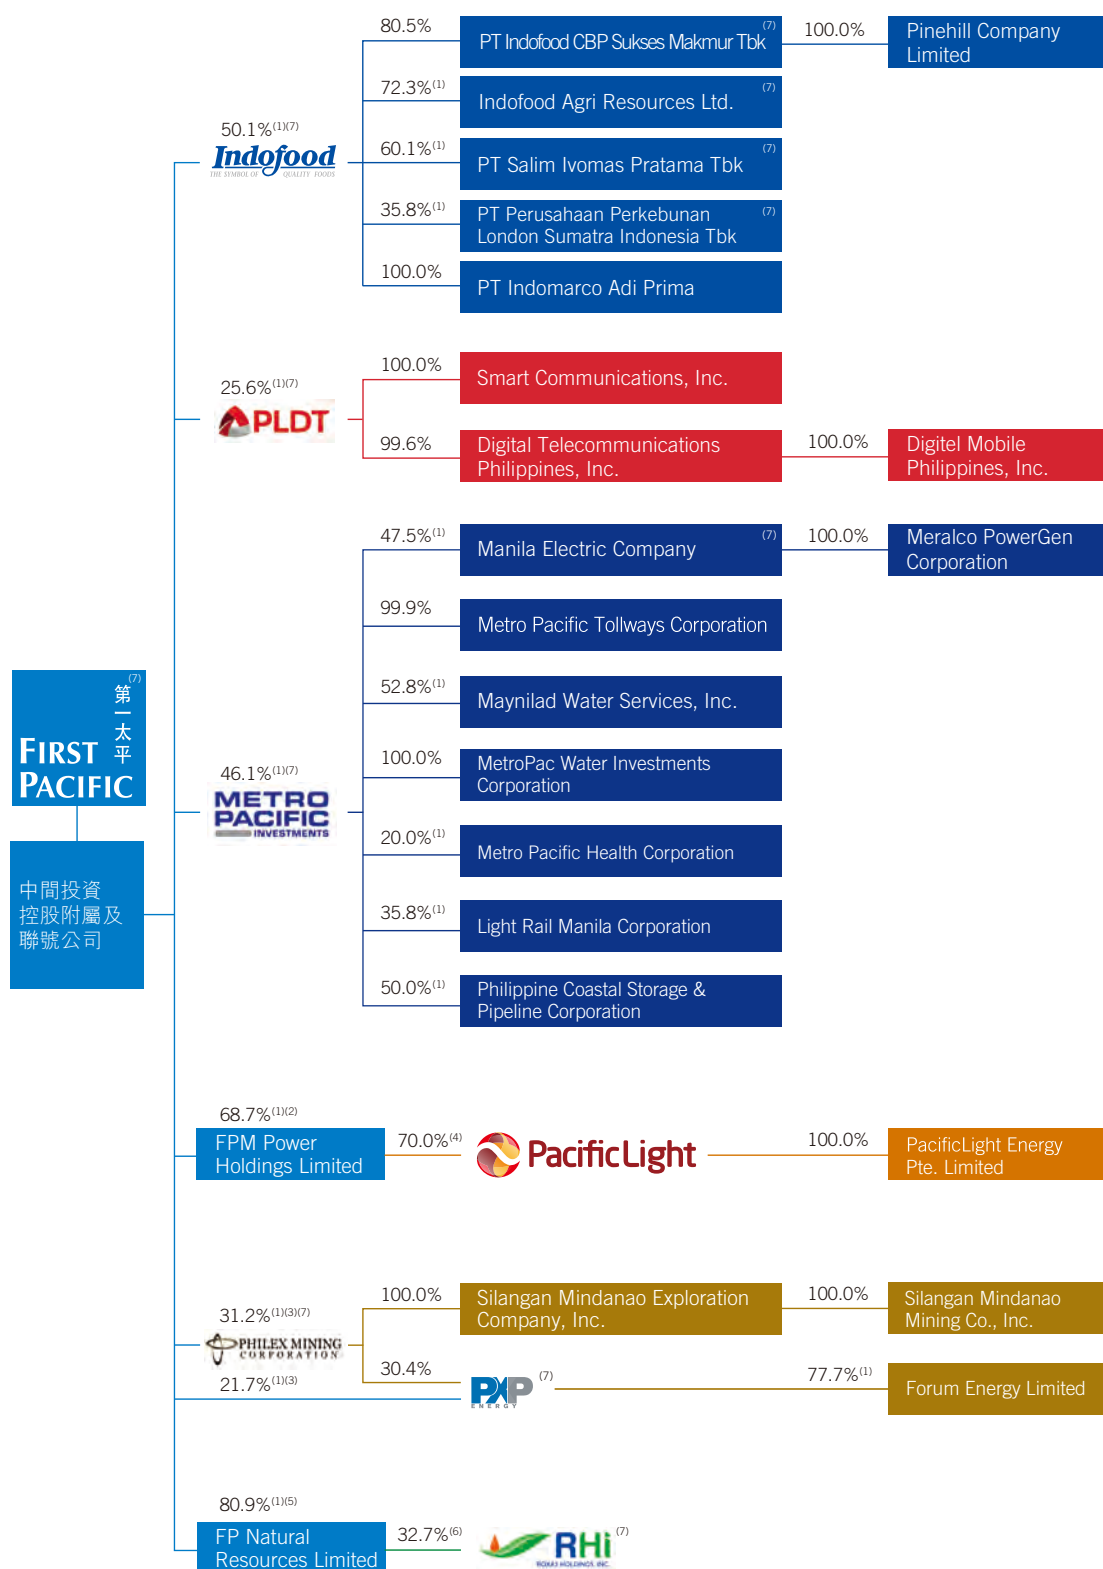 80.5%
PT Indofood CBP Sukses Makmur Tbk (7)
100.0%
Pinehill Company
Limited
72.3%(1)
Indofood Agri Resources Ltd. (7)
50.1%(1)(7)
Indofood
THE SYMBOL OF QUALITY FOODS
60.1%(1)
PT Salim Ivomas Pratama Tbk (7)
35.8%(1)
PT Perusahaan Perkebunan (7)
London Sumatra Indonesia Tbk
100.0%
PT Indomarco Adi Prima
25.6%(1)(7)
PLDT
100.0%
Smart Communications, Inc.
99.6%
Digital Telecommunications
Philippines, Inc.
100.0%
Digitel Mobile
Philippines, Inc.
47.5%(1)
Manila Electric Company (7)
100.0%
Meralco PowerGen
Corporation
99.9%
Metro Pacific Tollways Corporation
52.8%(1)
Maynilad Water Services, Inc.
FIRST
PACIFIC
第一太平
(7)
中間投資
控股附屬及
聯號公司
46.1%(1)(7)
METRO
PACIFIC
INVESTMENTS
100.0%
MetroPac Water Investments
Corporation
20.0%(1)
Metro Pacific Health Corporation
35.8%(1)
Light Rail Manila Corporation
50.0%(1)
Philippine Coastal Storage &
Pipeline Corporation
68.7%(1)(2)
FPM Power
Holdings Limited
70.0%(4)
PacificLight
100.0%
PacificLight Energy
Pte. Limited
31.2%(1)(3)(7)
PHILEX MINING
CORPORATION
100.0%
Silangan Mindanao Exploration
Company, Inc.
100.0%
Silangan Mindanao
Mining Co., Inc.
21.7%(1)(3)
30.4%
PXP (7)
ENERGY
77.7%(1)
Forum Energy Limited
80.9%(1)(5)
FP Natural
Resources Limited
32.7%(6)
RHi (7)
ROXAS HOLDINGS, INC.